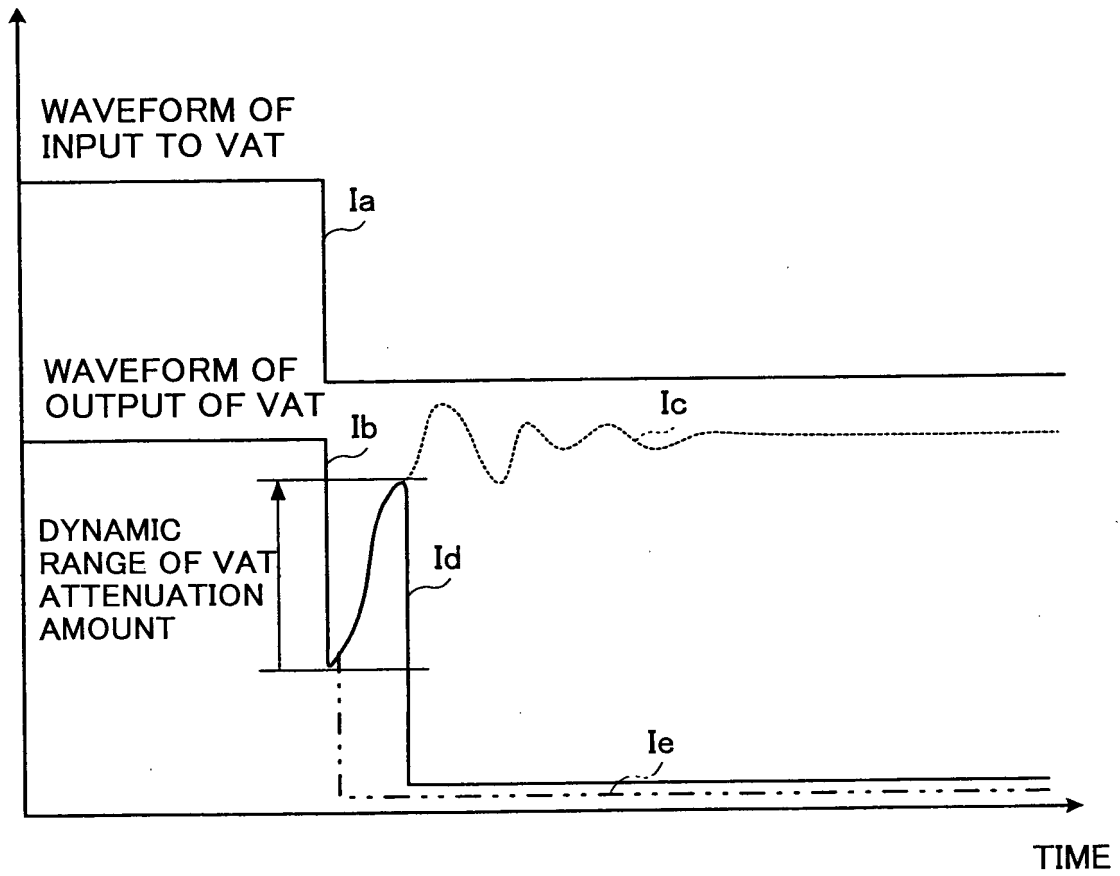 WAVEFORM OF
INPUT TO VAT
Ia
WAVEFORM OF
OUTPUT OF VAT
Ib
Ic
DYNAMIC
RANGE OF VAT
ATTENUATION
AMOUNT
Id
Ie
TIME